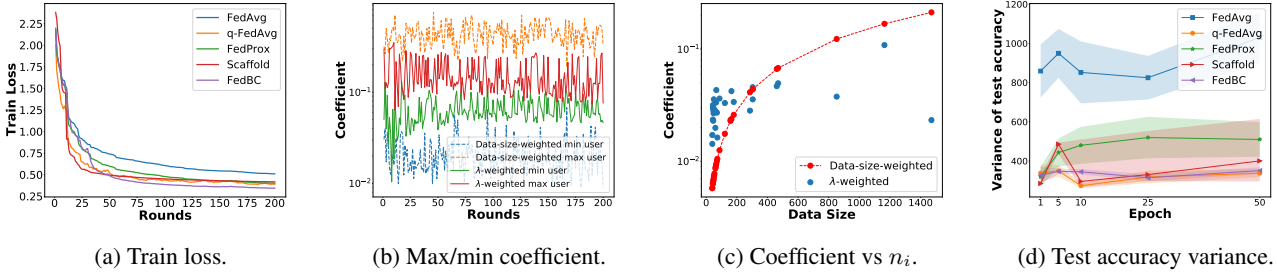 2.25
2.00
1.75
1.50
1.25
1.00
0.75
0.50
0.25
Train Loss
FedAvg
q-FedAvg
FedProx
Scaffold
FedBC
0 25 50 75 100 125 150 175 200
Rounds
(a) Train loss.
10⁻¹
10⁻²
Coefficient
Data-size-weighted min user
Data-size-weighted max user
λ-weighted min user
λ-weighted max user
0 25 50 75 100 125 150 175 200
Rounds
(b) Max/min coefficient.
10⁻¹
10⁻²
Coefficient
Data-size-weighted
λ-weighted
0 200 400 600 800 1000 1200 1400
Data Size
(c) Coefficient vs nᵢ.
1200
1000
800
600
400
Variance of test accuracy
FedAvg
q-FedAvg
FedProx
Scaffold
FedBC
1 5 10 25 50
Epoch
(d) Test accuracy variance.